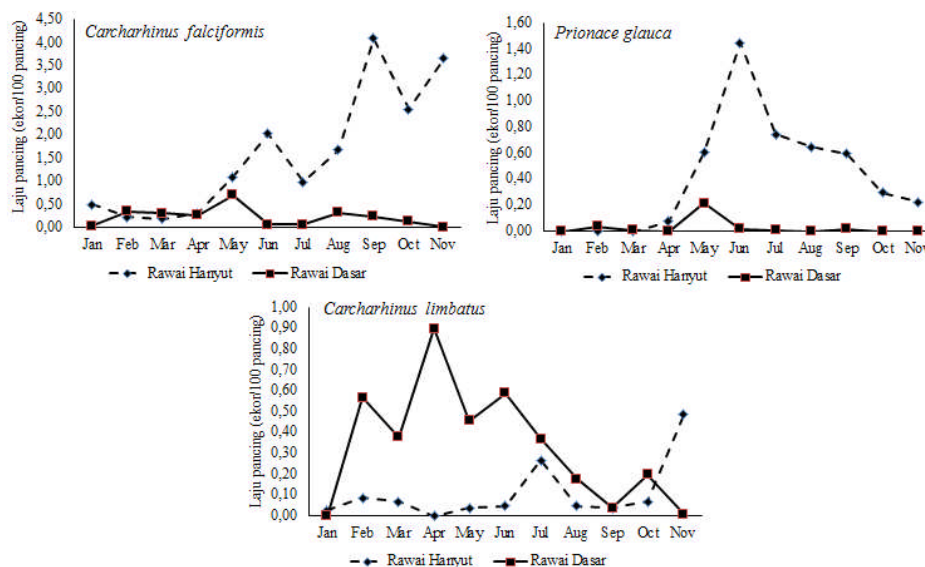 Carcharhinus falciformis
Laju pancing (ekor/100 pancing)
4,50
4,00
3,50
3,00
2,50
2,00
1,50
1,00
0,50
0,00
Jan Feb Mar Apr May Jun Jul Aug Sep Oct Nov
Rawai Hanyut Rawai Dasar
Prionace glauca
Laju pancing (ekor/100 pancing)
1,60
1,40
1,20
1,00
0,80
0,60
0,40
0,20
0,00
Jan Feb Mar Apr May Jun Jul Aug Sep Oct Nov
Rawai Hanyut Rawai Dasar
Carcharhinus limbatus
Laju pancing (ekor/100 pancing)
1,00
0,90
0,80
0,70
0,60
0,50
0,40
0,30
0,20
0,10
0,00
Jan Feb Mar Apr May Jun Jul Aug Sep Oct Nov
Rawai Hanyut Rawai Dasar